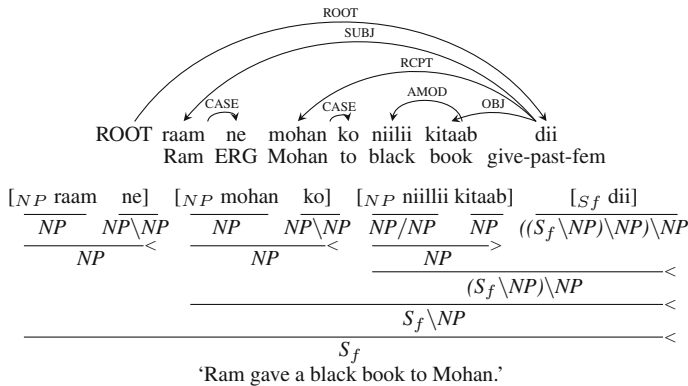 ROOT
SUBJ
RCPT
CASE CASE AMOD OBJ
ROOT raam ne mohan ko niilii kitaab dii
Ram ERG Mohan to black book give-past-fem
[NP raam ne] [NP mohan ko] [NP niillii kitaab] [Sf dii]
NP NP\NP NP NP\NP NP/NP NP ((Sf\NP)\NP)\NP
NP < NP < NP >
(Sf\NP)\NP <
Sf\NP <
Sf <
‘Ram gave a black book to Mohan.’